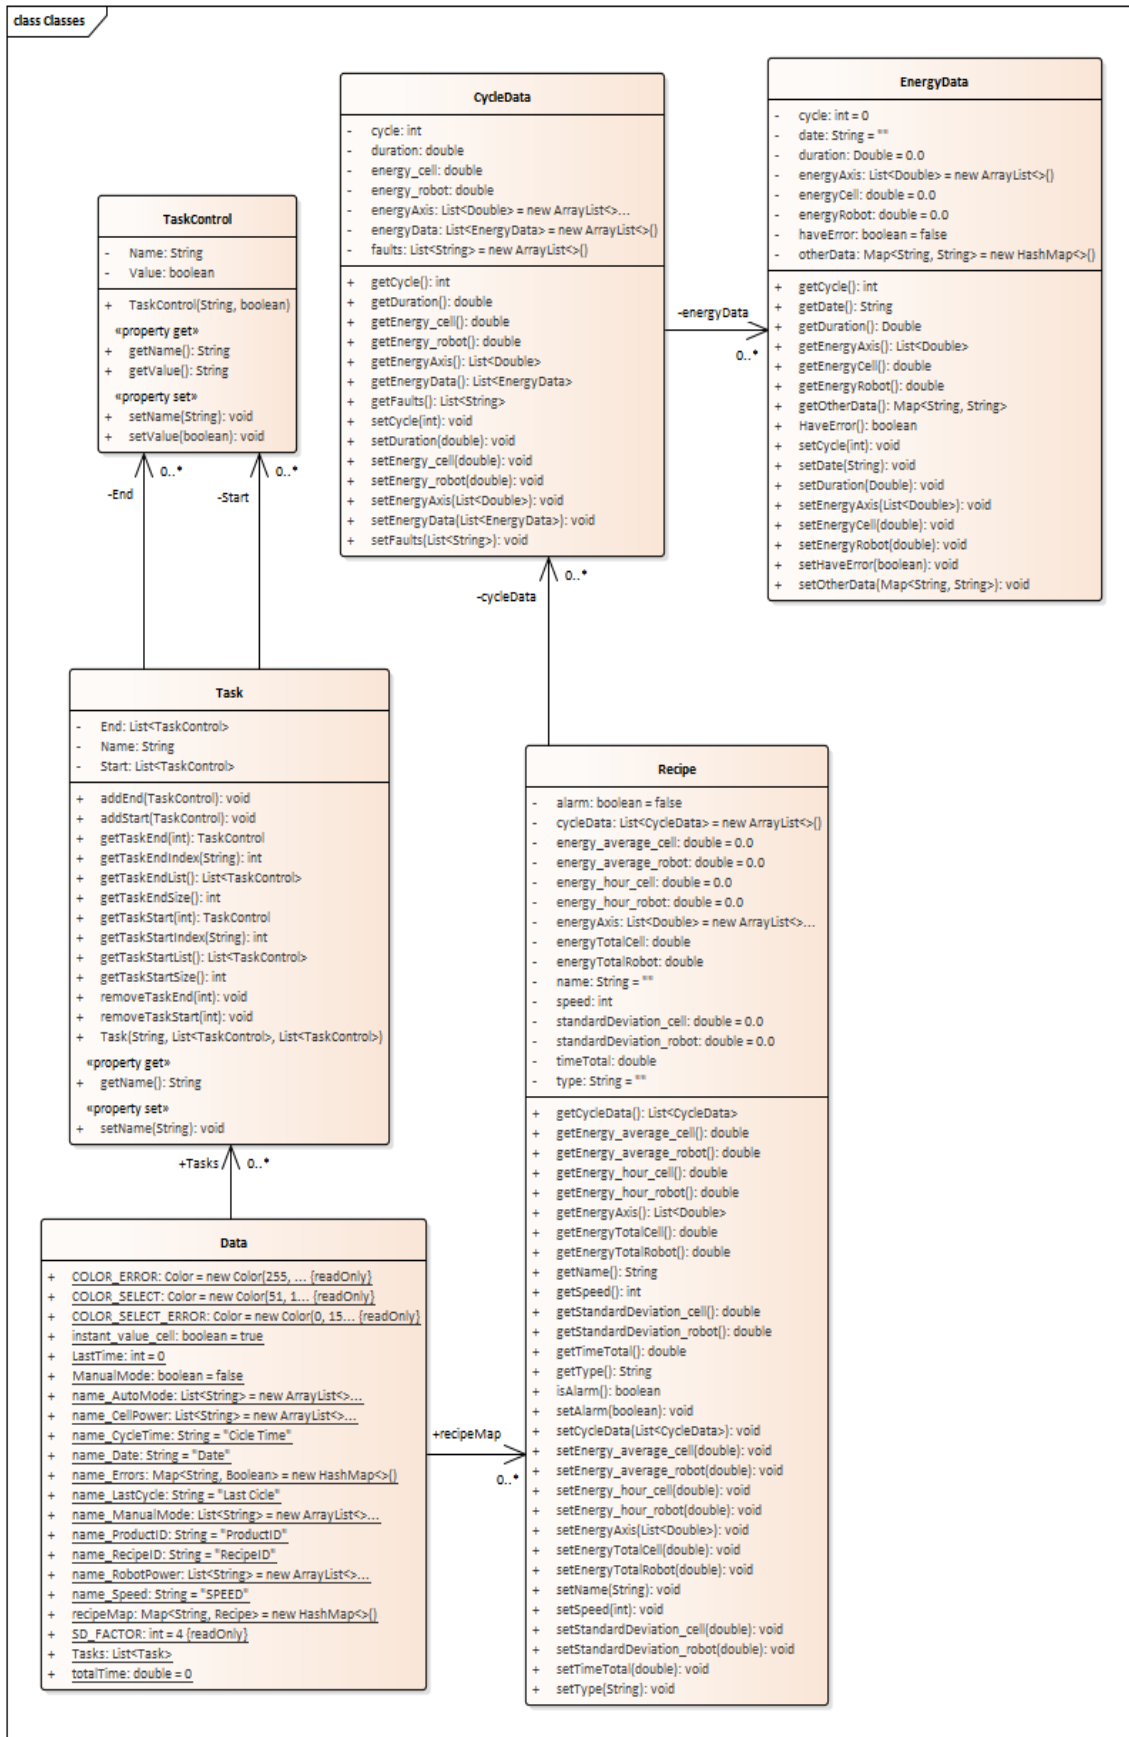 class Classes
CycleData
- cycle: int
- duration: double
- energy_cell: double
- energy_robot: double
- energyAxis: List<Double> = new ArrayList<>...
- energyData: List<EnergyData> = new ArrayList<>()
- faults: List<String> = new ArrayList<>()
+ getCycle(): int
+ getDuration(): double
+ getEnergy_cell(): double
+ getEnergy_robot(): double
+ getEnergyAxis(): List<Double>
+ getEnergyData(): List<EnergyData>
+ getFaults(): List<String>
+ setCycle(int): void
+ setDuration(double): void
+ setEnergy_cell(double): void
+ setEnergy_robot(double): void
+ setEnergyAxis(List<Double>): void
+ setEnergyData(List<EnergyData>): void
+ setFaults(List<String>): void
-energyData
0..*
EnergyData
- cycle: int = 0
- date: String = ""
- duration: Double = 0.0
- energyAxis: List<Double> = new ArrayList<>()
- energyCell: double = 0.0
- energyRobot: double = 0.0
- haveError: boolean = false
- otherData: Map<String, String> = new HashMap<>()
+ getCycle(): int
+ getDate(): String
+ getDuration(): Double
+ getEnergyAxis(): List<Double>
+ getEnergyCell(): double
+ getEnergyRobot(): double
+ getOtherData(): Map<String, String>
+ HaveError(): boolean
+ setCycle(int): void
+ setDate(String): void
+ setDuration(Double): void
+ setEnergyAxis(List<Double>): void
+ setEnergyCell(double): void
+ setEnergyRobot(double): void
+ setHaveError(boolean): void
+ setOtherData(Map<String, String>): void
TaskControl
- Name: String
- Value: boolean
+ TaskControl(String, boolean)
«property get»
+ getName(): String
+ getValue(): String
«property set»
+ setName(String): void
+ setValue(boolean): void
0..*
0..*
-End
-Start
0..*
-cycleData
Task
- End: List<TaskControl>
- Name: String
- Start: List<TaskControl>
+ addEnd(TaskControl): void
+ addStart(TaskControl): void
+ getTaskEnd(int): TaskControl
+ getTaskEndIndex(String): int
+ getTaskEndList(): List<TaskControl>
+ getTaskEndSize(): int
+ getTaskStart(int): TaskControl
+ getTaskStartIndex(String): int
+ getTaskStartList(): List<TaskControl>
+ getTaskStartSize(): int
+ removeTaskEnd(int): void
+ removeTaskStart(int): void
+ Task(String, List<TaskControl>, List<TaskControl>)
«property get»
+ getName(): String
«property set»
+ setName(String): void
+Tasks
0..*
Data
+ COLOR_ERROR: Color = new Color(255, ... {readOnly}
+ COLOR_SELECT: Color = new Color(51, 1... {readOnly}
+ COLOR_SELECT_ERROR: Color = new Color(0, 15... {readOnly}
+ instant_value_cell: boolean = true
+ LastTime: int = 0
+ ManualMode: boolean = false
+ name_AutoMode: List<String> = new ArrayList<>...
+ name_CellPower: List<String> = new ArrayList<>...
+ name_CycleTime: String = "Cicle Time"
+ name_Date: String = "Date"
+ name_Errors: Map<String, Boolean> = new HashMap<>()
+ name_LastCycle: String = "Last Cicle"
+ name_ManualMode: List<String> = new ArrayList<>...
+ name_ProductID: String = "ProductID"
+ name_RecipeID: String = "RecipeID"
+ name_RobotPower: List<String> = new ArrayList<>...
+ name_Speed: String = "SPEED"
+ recipeMap: Map<String, Recipe> = new HashMap<>()
+ SD_FACTOR: int = 4 {readOnly}
+ Tasks: List<Task>
+ totalTime: double = 0
+recipeMap
0..*
Recipe
- alarm: boolean = false
- cycleData: List<CycleData> = new ArrayList<>()
- energy_average_cell: double = 0.0
- energy_average_robot: double = 0.0
- energy_hour_cell: double = 0.0
- energy_hour_robot: double = 0.0
- energyAxis: List<Double> = new ArrayList<>...
- energyTotalCell: double
- energyTotalRobot: double
- name: String = ""
- speed: int
- standardDeviation_cell: double = 0.0
- standardDeviation_robot: double = 0.0
- timeTotal: double
- type: String = ""
+ getCycleData(): List<CycleData>
+ getEnergy_average_cell(): double
+ getEnergy_average_robot(): double
+ getEnergy_hour_cell(): double
+ getEnergy_hour_robot(): double
+ getEnergyAxis(): List<Double>
+ getEnergyTotalCell(): double
+ getEnergyTotalRobot(): double
+ getName(): String
+ getSpeed(): int
+ getStandardDeviation_cell(): double
+ getStandardDeviation_robot(): double
+ getTimeTotal(): double
+ getType(): String
+ isAlarm(): boolean
+ setAlarm(boolean): void
+ setCycleData(List<CycleData>): void
+ setEnergy_average_cell(double): void
+ setEnergy_average_robot(double): void
+ setEnergy_hour_cell(double): void
+ setEnergy_hour_robot(double): void
+ setEnergyAxis(List<Double>): void
+ setEnergyTotalCell(double): void
+ setEnergyTotalRobot(double): void
+ setName(String): void
+ setSpeed(int): void
+ setStandardDeviation_cell(double): void
+ setStandardDeviation_robot(double): void
+ setTimeTotal(double): void
+ setType(String): void